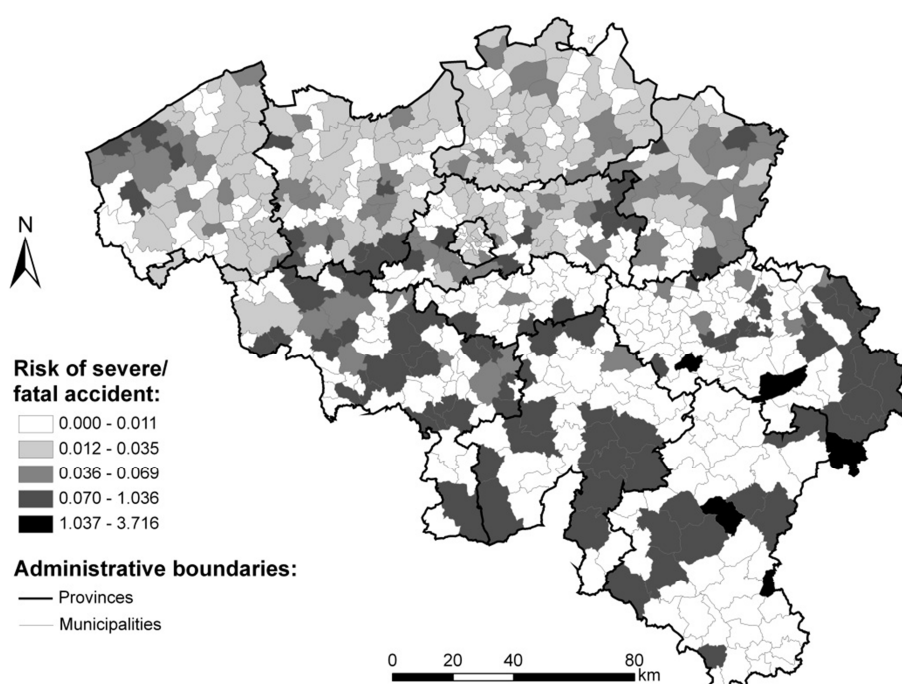 N
Risk of severe/
fatal accident:
0.000 - 0.011
0.012 - 0.035
0.036 - 0.069
0.070 - 1.036
1.037 - 3.716
Administrative boundaries:
Provinces
Municipalities
0 20 40 80
km